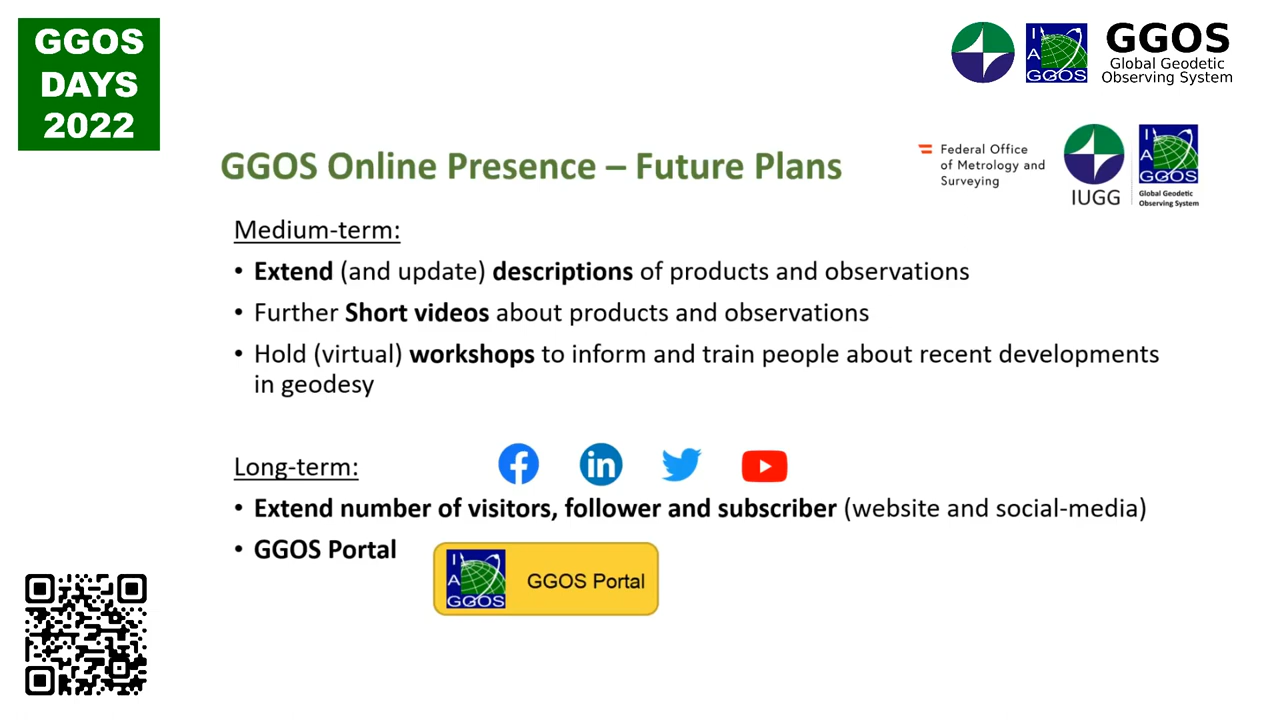 GGOS
DAYS
2022
GGOS
Global Geodetic
Observing System
I
A
GGOS
GGOS Online Presence – Future Plans
Federal Office
of Metrology and
Surveying
IUGG
I
A
GGOS
Global Geodetic
Observing System
Medium-term:
• Extend (and update) descriptions of products and observations
• Further Short videos about products and observations
• Hold (virtual) workshops to inform and train people about recent developments
in geodesy
Long-term:
• Extend number of visitors, follower and subscriber (website and social-media)
• GGOS Portal
I
A
GGOS
GGOS Portal